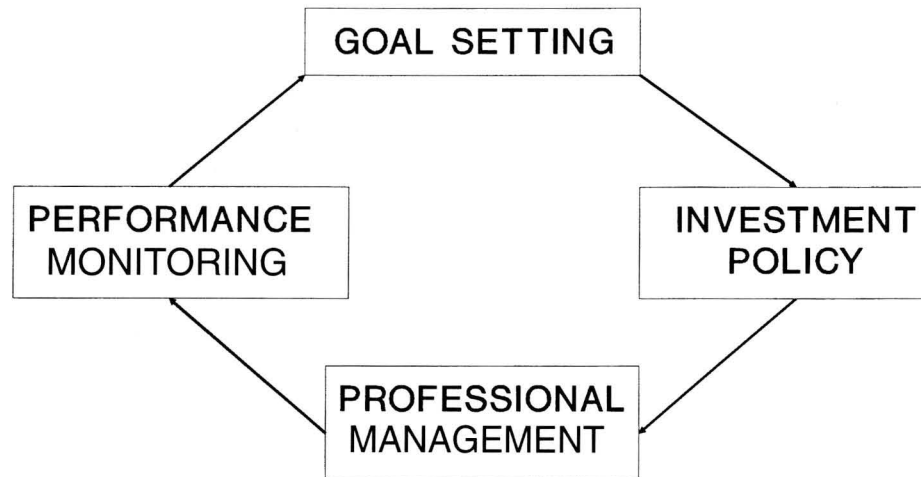 GOAL SETTING
PERFORMANCE
MONITORING
INVESTMENT
POLICY
PROFESSIONAL
MANAGEMENT